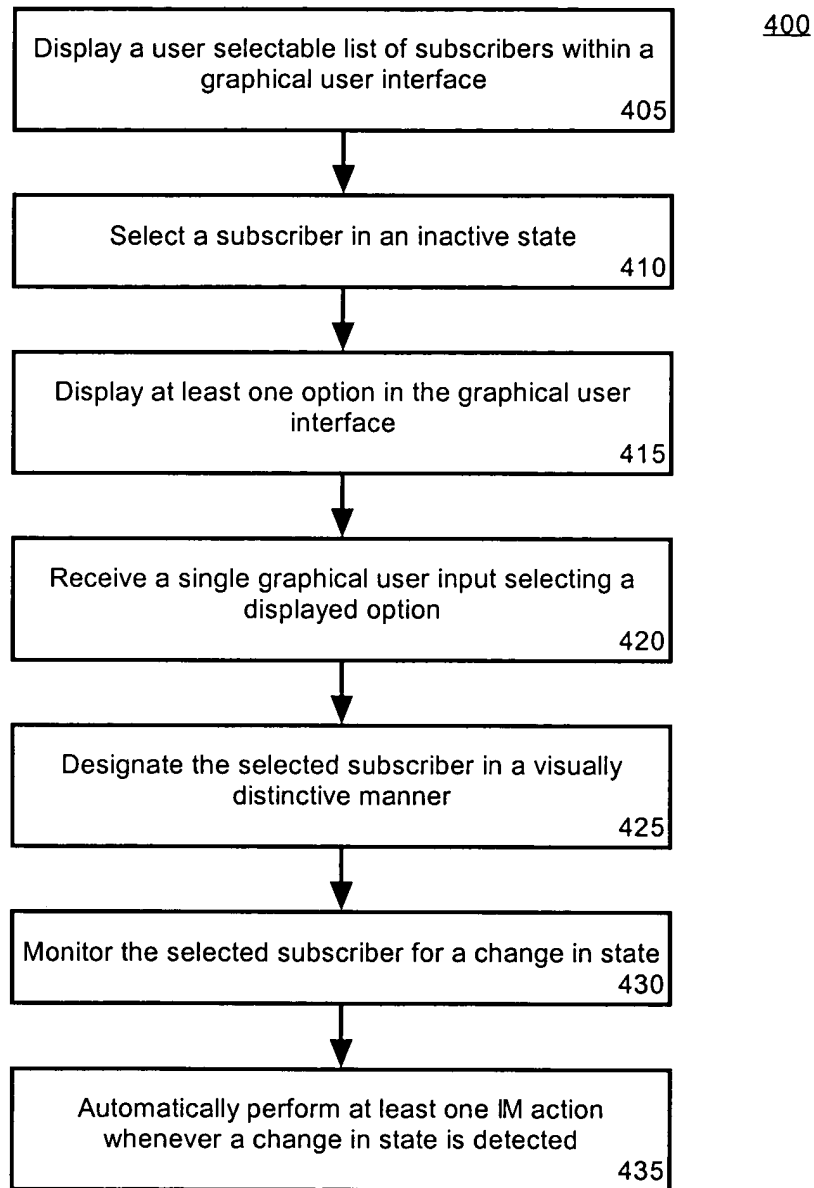 400
Display a user selectable list of subscribers within a
graphical user interface
405
Select a subscriber in an inactive state
410
Display at least one option in the graphical user
interface
415
Receive a single graphical user input selecting a
displayed option
420
Designate the selected subscriber in a visually
distinctive manner
425
Monitor the selected subscriber for a change in state
430
Automatically perform at least one IM action
whenever a change in state is detected
435